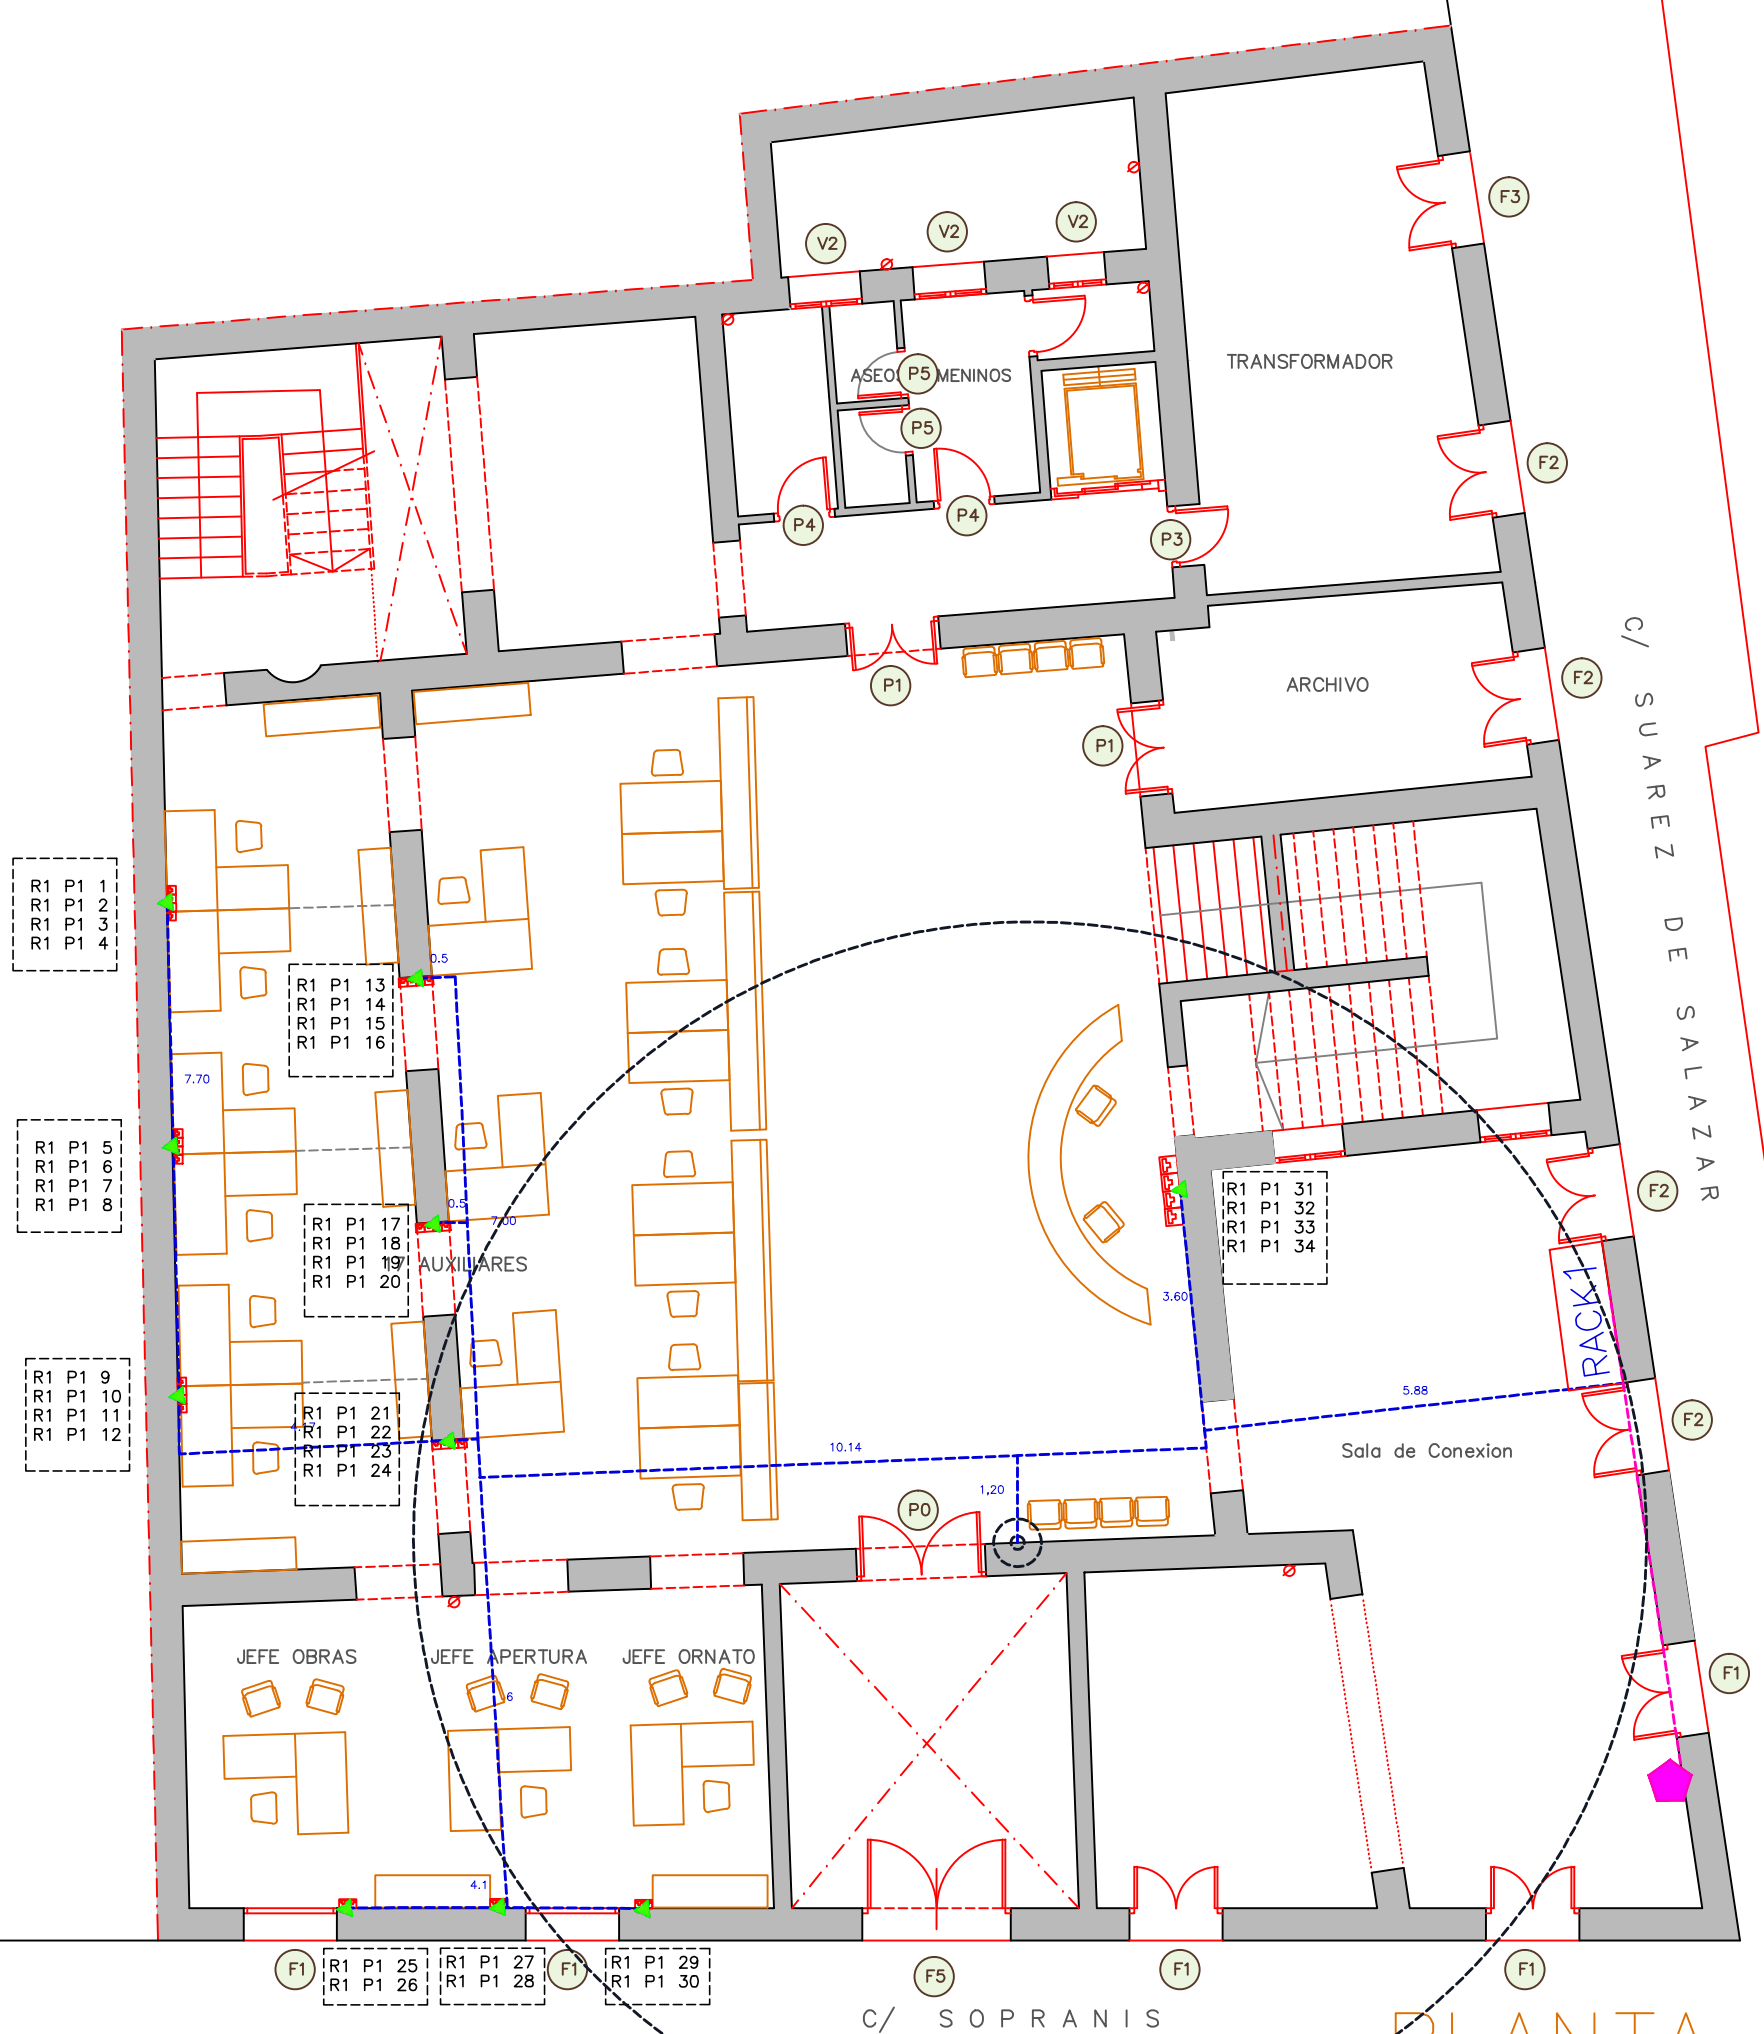 F3
V2
V2
V2
TRANSFORMADOR
ASEOS
MENINOS
P5
P5
F2
P4
P4
P3
C/ SUAREZ DE SALAZAR
P1
ARCHIVO
F2
P1
R1 P1 1
R1 P1 2
R1 P1 3
R1 P1 4
0.5
R1 P1 13
R1 P1 14
R1 P1 15
R1 P1 16
7.70
R1 P1 5
R1 P1 6
R1 P1 7
R1 P1 8
0.5
7.00
R1 P1 17
R1 P1 18
R1 P1 19
R1 P1 20
17 AUXILIARES
R1 P1 31
R1 P1 32
R1 P1 33
R1 P1 34
F2
3.60
RACK1
R1 P1 9
R1 P1 10
R1 P1 11
R1 P1 12
R1 P1 21
R1 P1 22
R1 P1 23
R1 P1 24
4.17
5.88
F2
10.14
Sala de Conexion
1,20
P0
JEFE OBRAS
JEFE APERTURA
JEFE ORNATO
6
F1
4.1
F1
R1 P1 25
R1 P1 26
R1 P1 27
R1 P1 28
F1
R1 P1 29
R1 P1 30
F5
F1
F1
C/ SOPRANIS
PLANTA